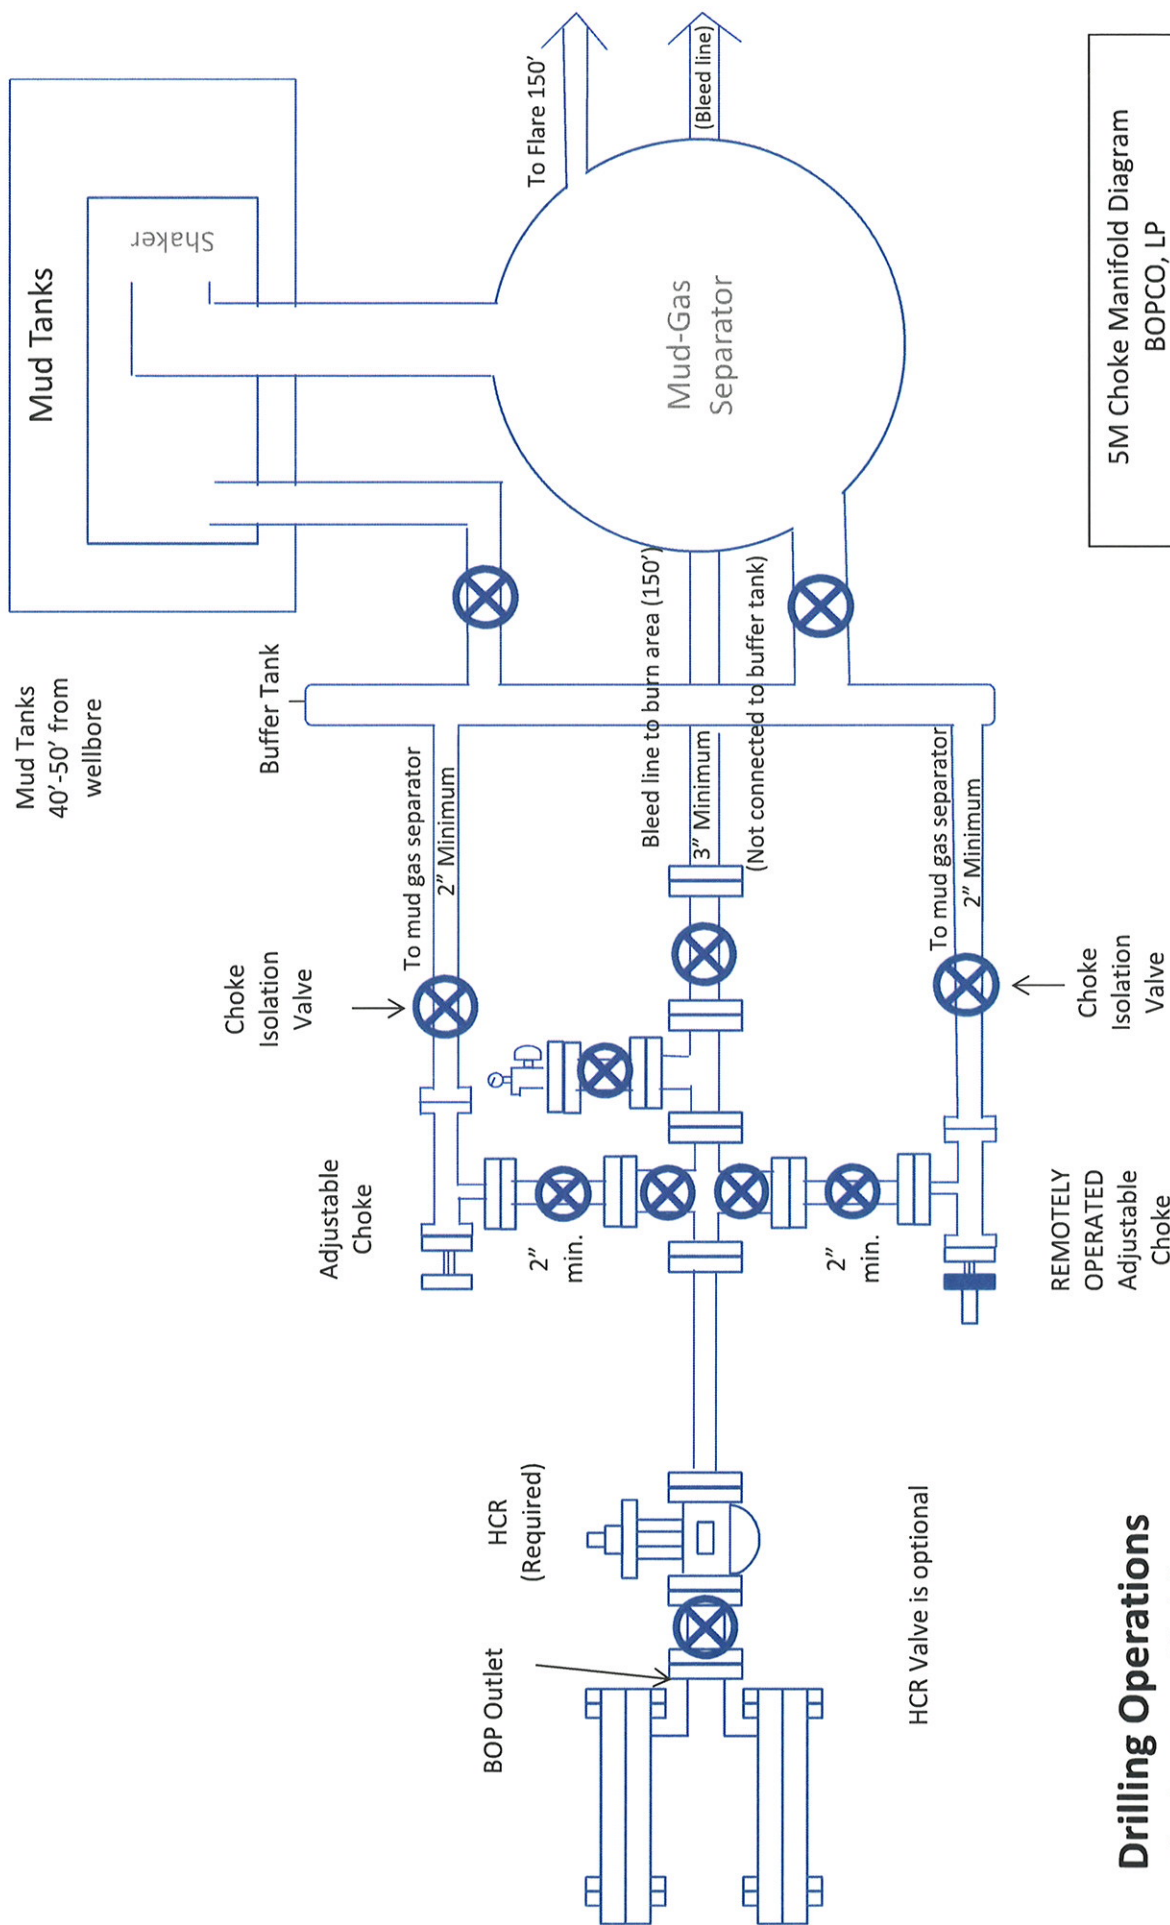 Mud Tanks
40'-50' from
wellbore
Mud Tanks
Shaker
Buffer Tank
To Flare 150'
(Bleed line)
Mud-Gas
Separator
Choke
Isolation
Valve
To mud gas separator
2" Minimum
Bleed line to burn area (150')
3" Minimum
(Not connected to buffer tank)
To mud gas separator
2" Minimum
Choke
Isolation
Valve
Adjustable
Choke
2"
min.
2"
min.
REMOTELY
OPERATED
Adjustable
Choke
HCR
(Required)
BOP Outlet
HCR Valve is optional
Drilling Operations
5M Choke Manifold Diagram
BOPCO, LP